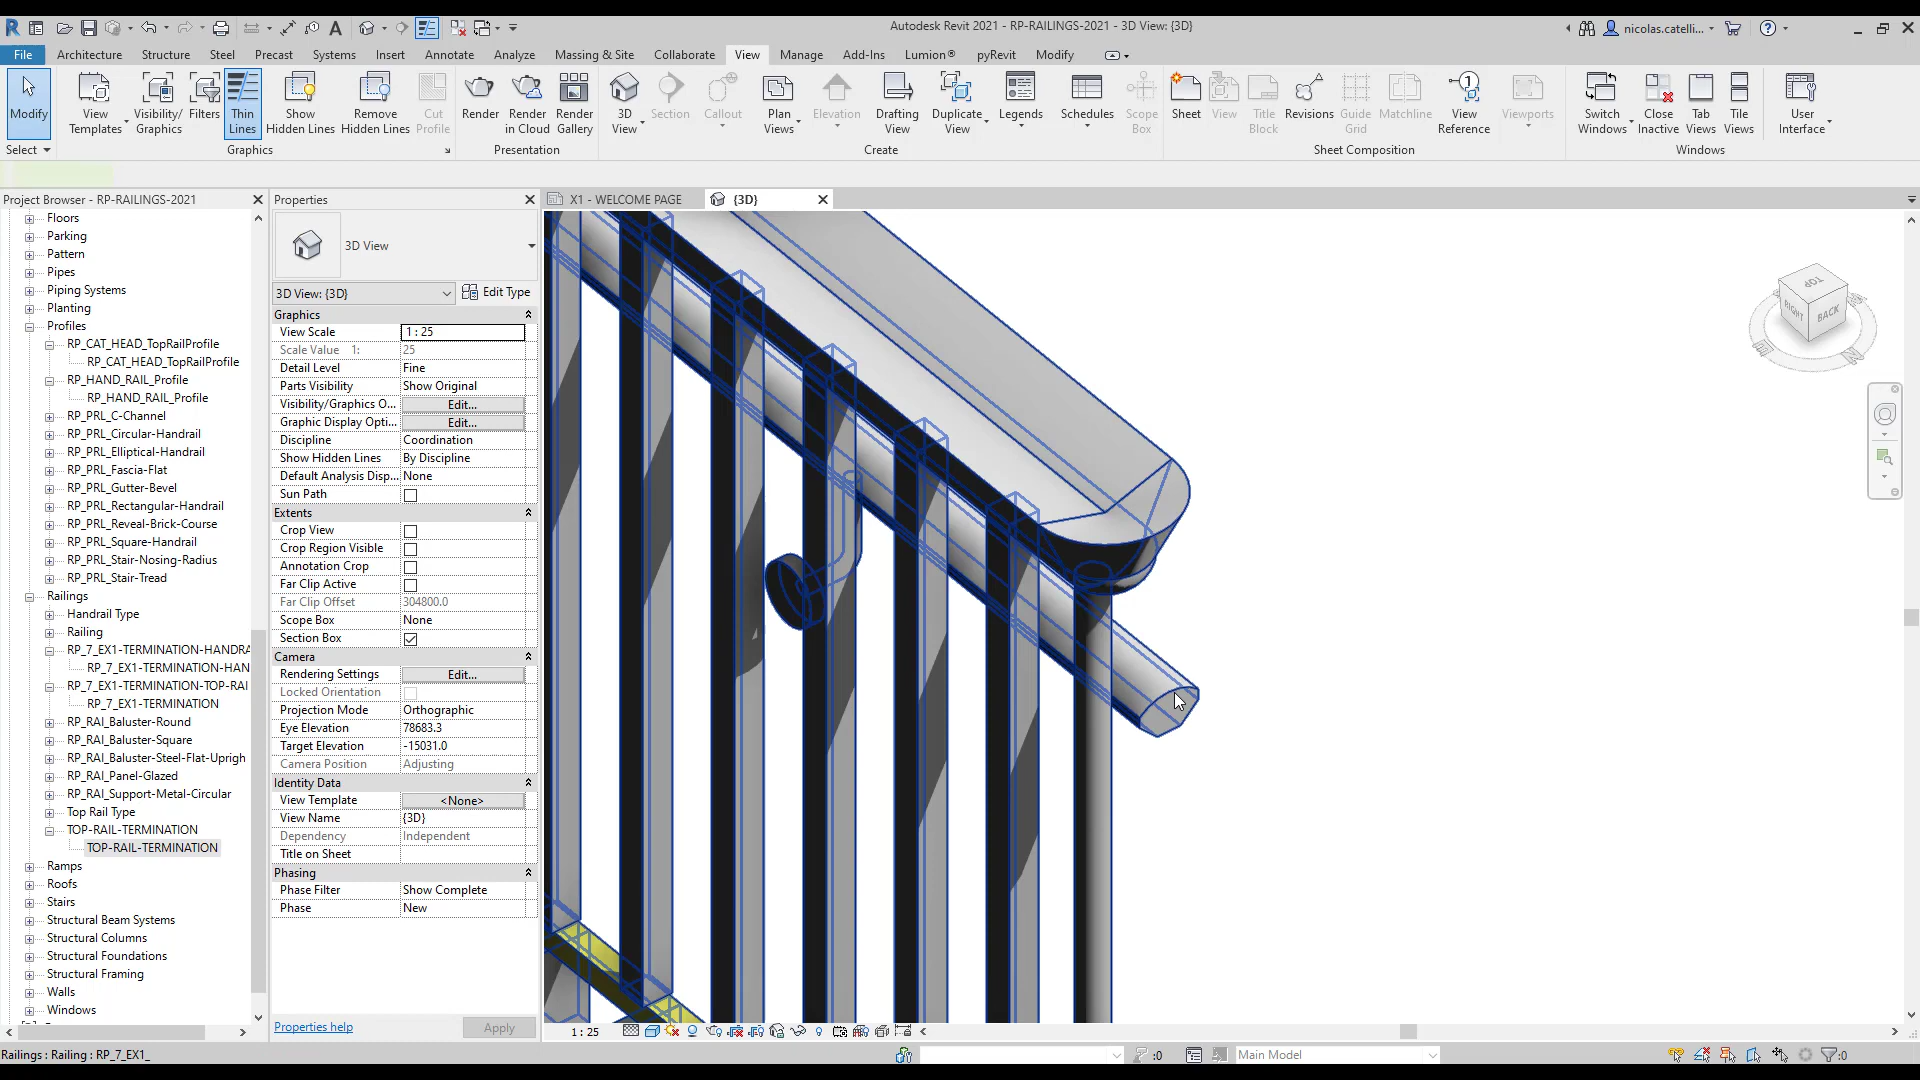 Autodesk Revit 2021 - RP-RAILINGS-2021 - 3D View: {3D}
nicolas.catelli...
File Architecture Structure Steel Precast Systems Insert Annotate Analyze Massing & Site Collaborate View Manage Add-Ins Lumion® pyRevit Modify
Modify
View Templates
Visibility/ Graphics
Filters
Thin Lines
Show Hidden Lines
Remove Hidden Lines
Cut Profile
Render
Render in Cloud
Render Gallery
3D View
Section
Callout
Plan Views
Elevation
Drafting View
Duplicate View
Legends
Schedules
Scope Box
Sheet
View
Title Block
Revisions
Guide Grid
Matchline
View Reference
Viewports
Switch Windows
Close Inactive
Tab Views
Tile Views
User Interface
Select Graphics Presentation Create Sheet Composition Windows
Project Browser - RP-RAILINGS-2021
Floors
Parking
Pattern
Pipes
Piping Systems
Planting
Profiles
RP_CAT_HEAD_TopRailProfile
RP_CAT_HEAD_TopRailProfile
RP_HAND_RAIL_Profile
RP_HAND_RAIL_Profile
RP_PRL_C-Channel
RP_PRL_Circular-Handrail
RP_PRL_Elliptical-Handrail
RP_PRL_Fascia-Flat
RP_PRL_Gutter-Bevel
RP_PRL_Rectangular-Handrail
RP_PRL_Reveal-Brick-Course
RP_PRL_Square-Handrail
RP_PRL_Stair-Nosing-Radius
RP_PRL_Stair-Tread
Railings
Handrail Type
Railing
RP_7_EX1-TERMINATION-HANDRA
RP_7_EX1-TERMINATION-HAN
RP_7_EX1-TERMINATION-TOP-RAI
RP_7_EX1-TERMINATION
RP_RAI_Baluster-Round
RP_RAI_Baluster-Square
RP_RAI_Baluster-Steel-Flat-Uprigh
RP_RAI_Panel-Glazed
RP_RAI_Support-Metal-Circular
Top Rail Type
TOP-RAIL-TERMINATION
TOP-RAIL-TERMINATION
Ramps
Roofs
Stairs
Structural Beam Systems
Structural Columns
Structural Foundations
Structural Framing
Walls
Windows
Properties
3D View
3D View: {3D} Edit Type
Graphics
View Scale 1 : 25
Scale Value 1: 25
Detail Level Fine
Parts Visibility Show Original
Visibility/Graphics O... Edit...
Graphic Display Opti... Edit...
Discipline Coordination
Show Hidden Lines By Discipline
Default Analysis Disp... None
Sun Path
Extents
Crop View
Crop Region Visible
Annotation Crop
Far Clip Active
Far Clip Offset 304800.0
Scope Box None
Section Box
Camera
Rendering Settings Edit...
Locked Orientation
Projection Mode Orthographic
Eye Elevation 78683.3
Target Elevation -15031.0
Camera Position Adjusting
Identity Data
View Template <None>
View Name {3D}
Dependency Independent
Title on Sheet
Phasing
Phase Filter Show Complete
Phase New
Properties help Apply
X1 - WELCOME PAGE
{3D}
TOP
RIGHT
BACK
1 : 25
Railings : Railing : RP_7_EX1_
:0
Main Model
:0